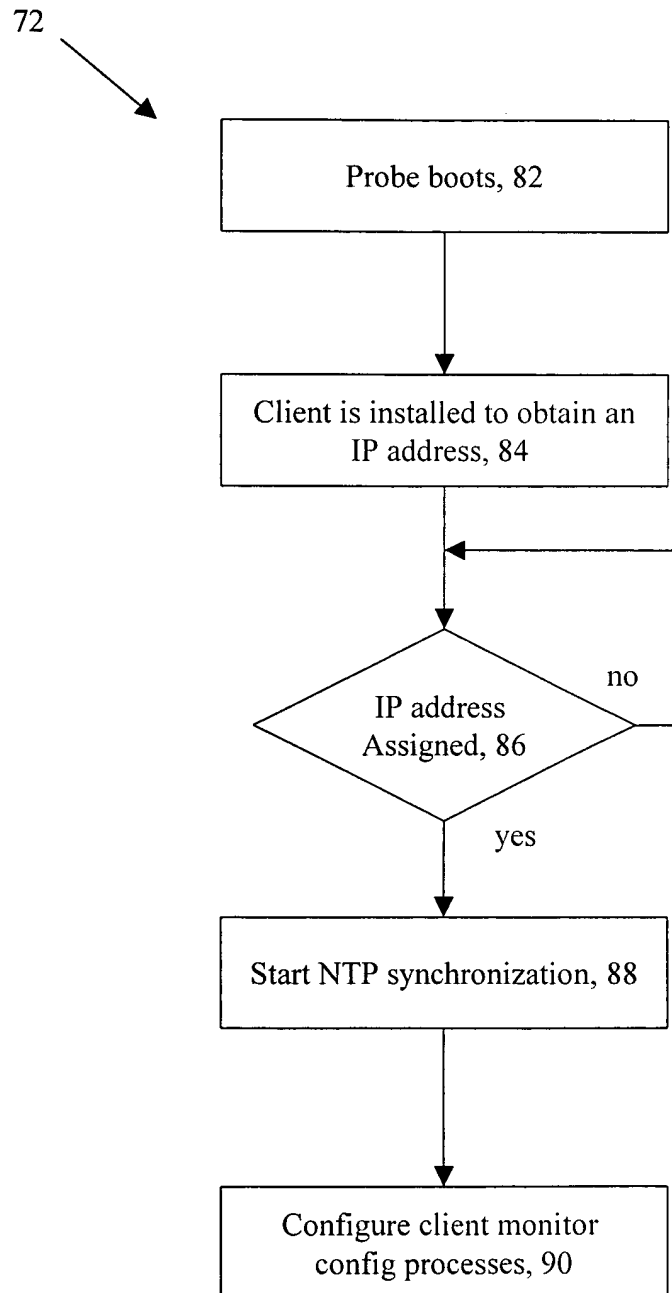 72
Probe boots, 82
Client is installed to obtain an
IP address, 84
no
IP address
Assigned, 86
yes
Start NTP synchronization, 88
Configure client monitor
config processes, 90